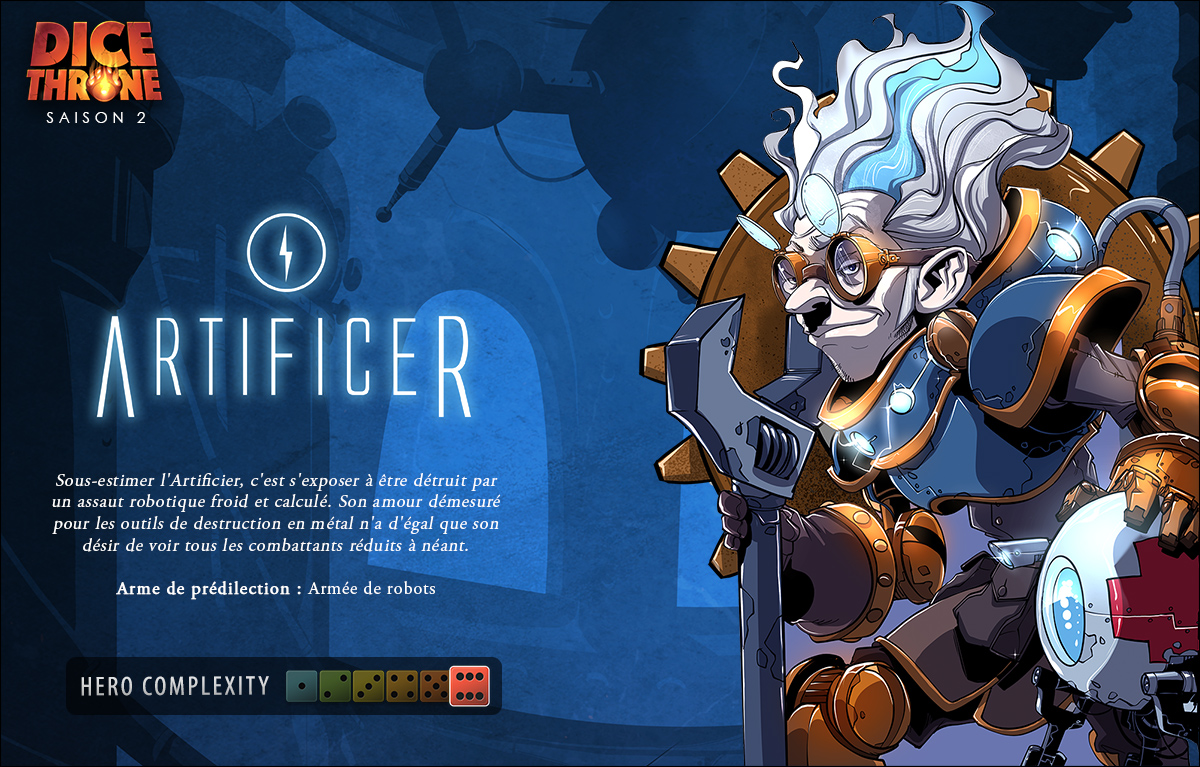 DICE
THRONE
SAISON 2
ARTIFICER
Sous-estimer l'Artificier, c'est s'exposer à être détruit par
un assaut robotique froid et calculé. Son amour démesuré
pour les outils de destruction en métal n'a d'égal que son
désir de voir tous les combattants réduits à néant.
Arme de prédilection : Armée de robots
HERO COMPLEXITY